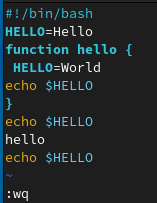 #!/bin/bash
HELLO=Hello
function hello {
 HELLO=World
echo $HELLO
}
echo $HELLO
hello
echo $HELLO
~
:wq